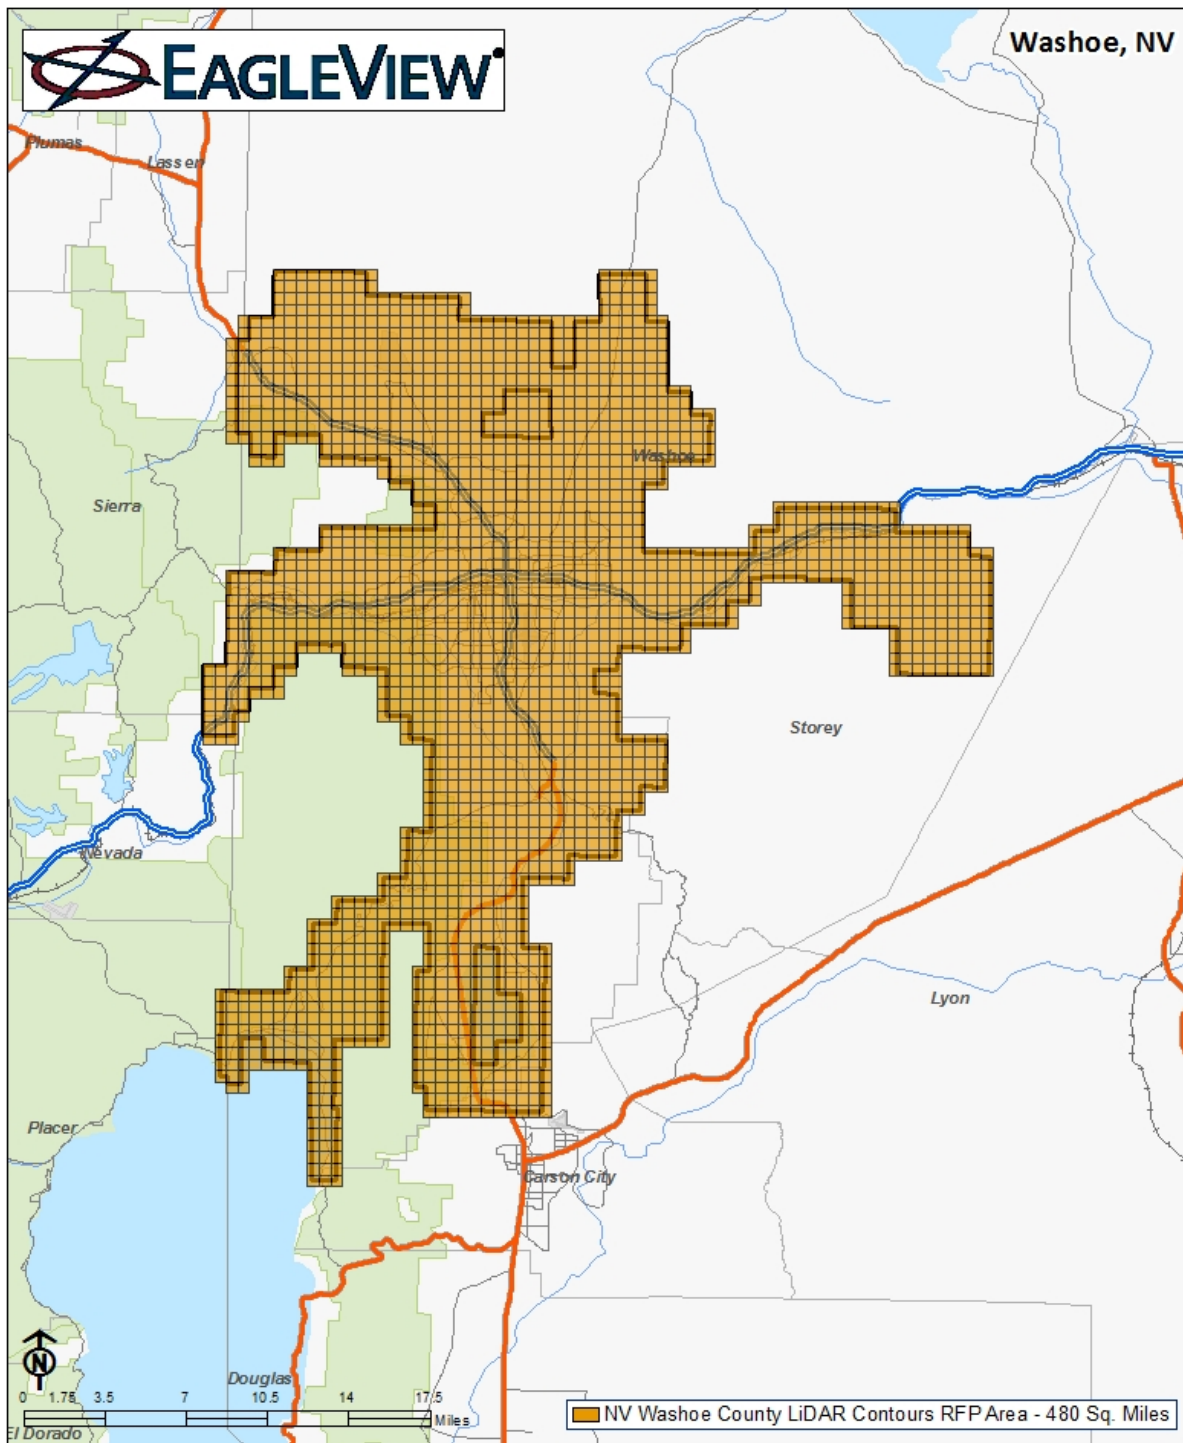 EAGLEVIEW
Washoe, NV
Plumas
Lassen
Washoe
Sierra
Storey
Nevada
Lyon
Placer
Carson City
N
Douglas
0 1.75 3.5 7 10.5 14 17.5
Miles
NV Washoe County LiDAR Contours RFP Area - 480 Sq. Miles
El Dorado